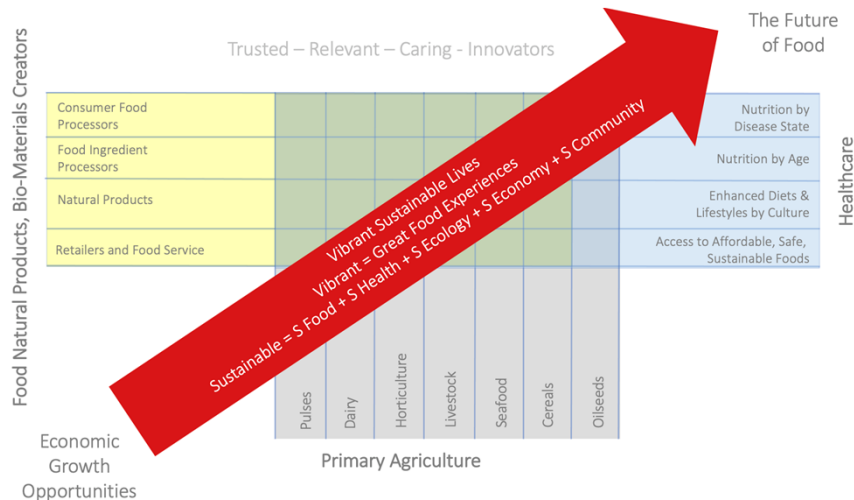 The Future
of Food
Trusted – Relevant – Caring - Innovators
Food Natural Products, Bio-Materials Creators
Consumer Food
Processors
Food Ingredient
Processors
Natural Products
Retailers and Food Service
Vibrant Sustainable Lives
Vibrant = Great Food Experiences
Sustainable = S Food + S Health + S Ecology + S Economy + S Community
Nutrition by
Disease State
Nutrition by Age
Enhanced Diets &
Lifestyles by Culture
Access to Affordable, Safe,
Sustainable Foods
Healthcare
Pulses
Dairy
Horticulture
Livestock
Seafood
Cereals
Oilseeds
Primary Agriculture
Economic
Growth
Opportunities